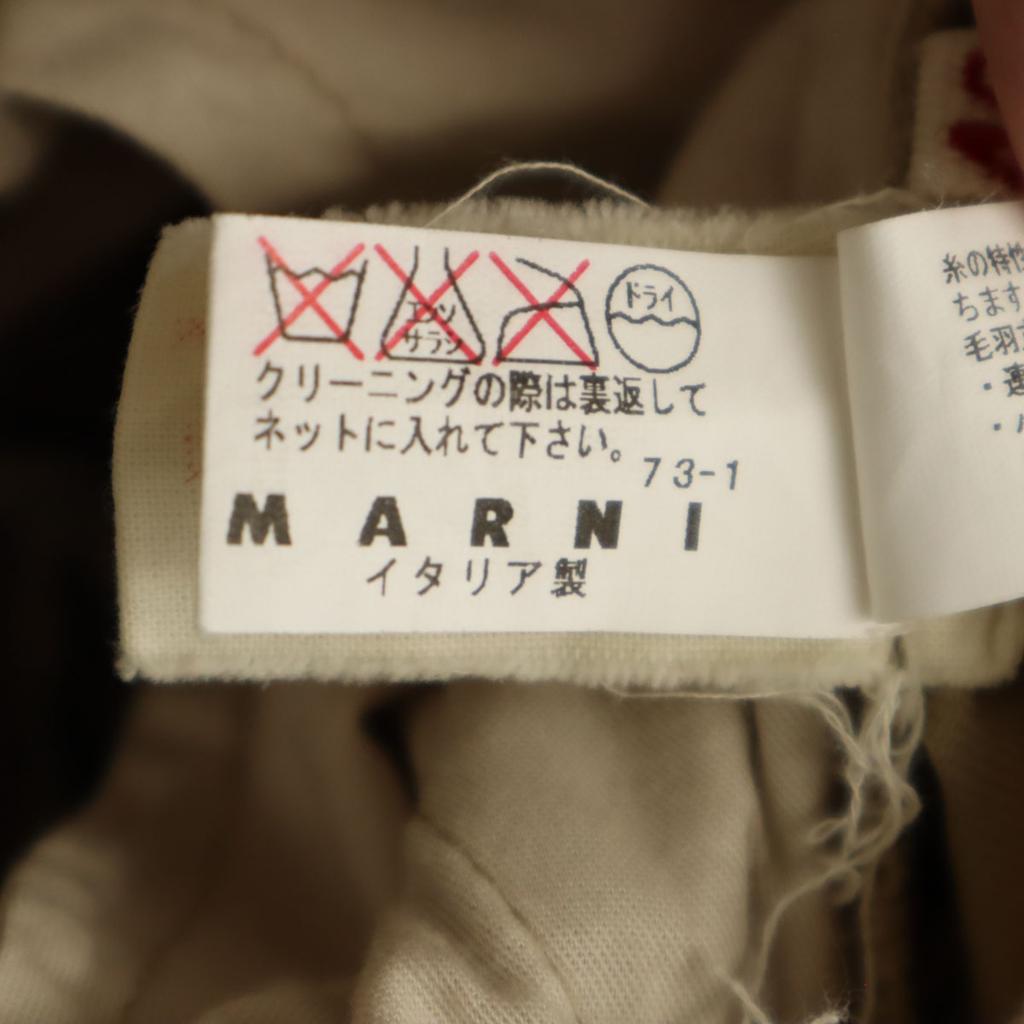 エンソ
サラシ
ドライ
クリーニングの際は裏返して
ネットに入れて下さい。
73-1
MARNI
イタリア製
糸の特性
ちます
毛羽